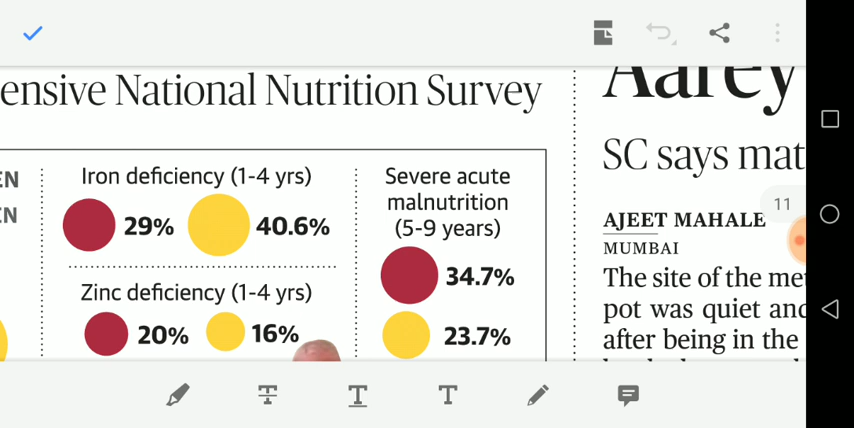 ensive National Nutrition Survey
EN
EN
Iron deficiency (1-4 yrs)
29% 40.6%
Zinc deficiency (1-4 yrs)
20% 16%
Severe acute
malnutrition
(5-9 years)
34.7%
23.7%
Aarey
SC says mat
11
AJEET MAHALE
MUMBAI
The site of the me
pot was quiet and
after being in the